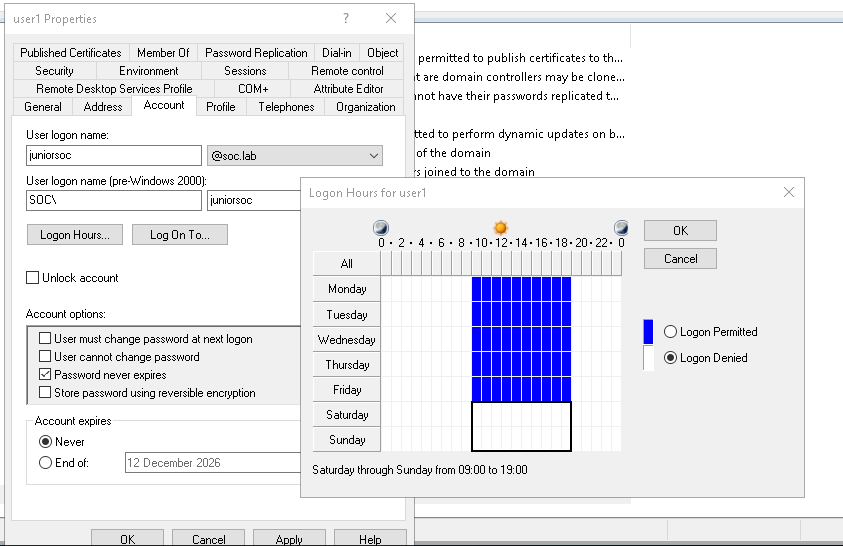 user1 Properties
?
Published Certificates Member Of Password Replication Dial-in Object
Security Environment Sessions Remote control
Remote Desktop Services Profile COM+ Attribute Editor
General Address Account Profile Telephones Organization
User logon name:
juniorsoc @soc.lab
User logon name (pre-Windows 2000):
SOC\ juniorsoc
Logon Hours... Log On To...
Unlock account
Account options:
User must change password at next logon
User cannot change password
Password never expires
Store password using reversible encryption
Account expires
Never
End of: 12 December 2026
OK Cancel Apply Help
permitted to publish certificates to th...
t are domain controllers may be clone...
not have their passwords replicated t...
tted to perform dynamic updates on b...
of the domain
rs joined to the domain
Logon Hours for user1
0 · 2 · 4 · 6 · 8 · 10 · 12 · 14 · 16 · 18 · 20 · 22 · 0
All
Monday
Tuesday
Wednesday
Thursday
Friday
Saturday
Sunday
OK
Cancel
Logon Permitted
Logon Denied
Saturday through Sunday from 09:00 to 19:00